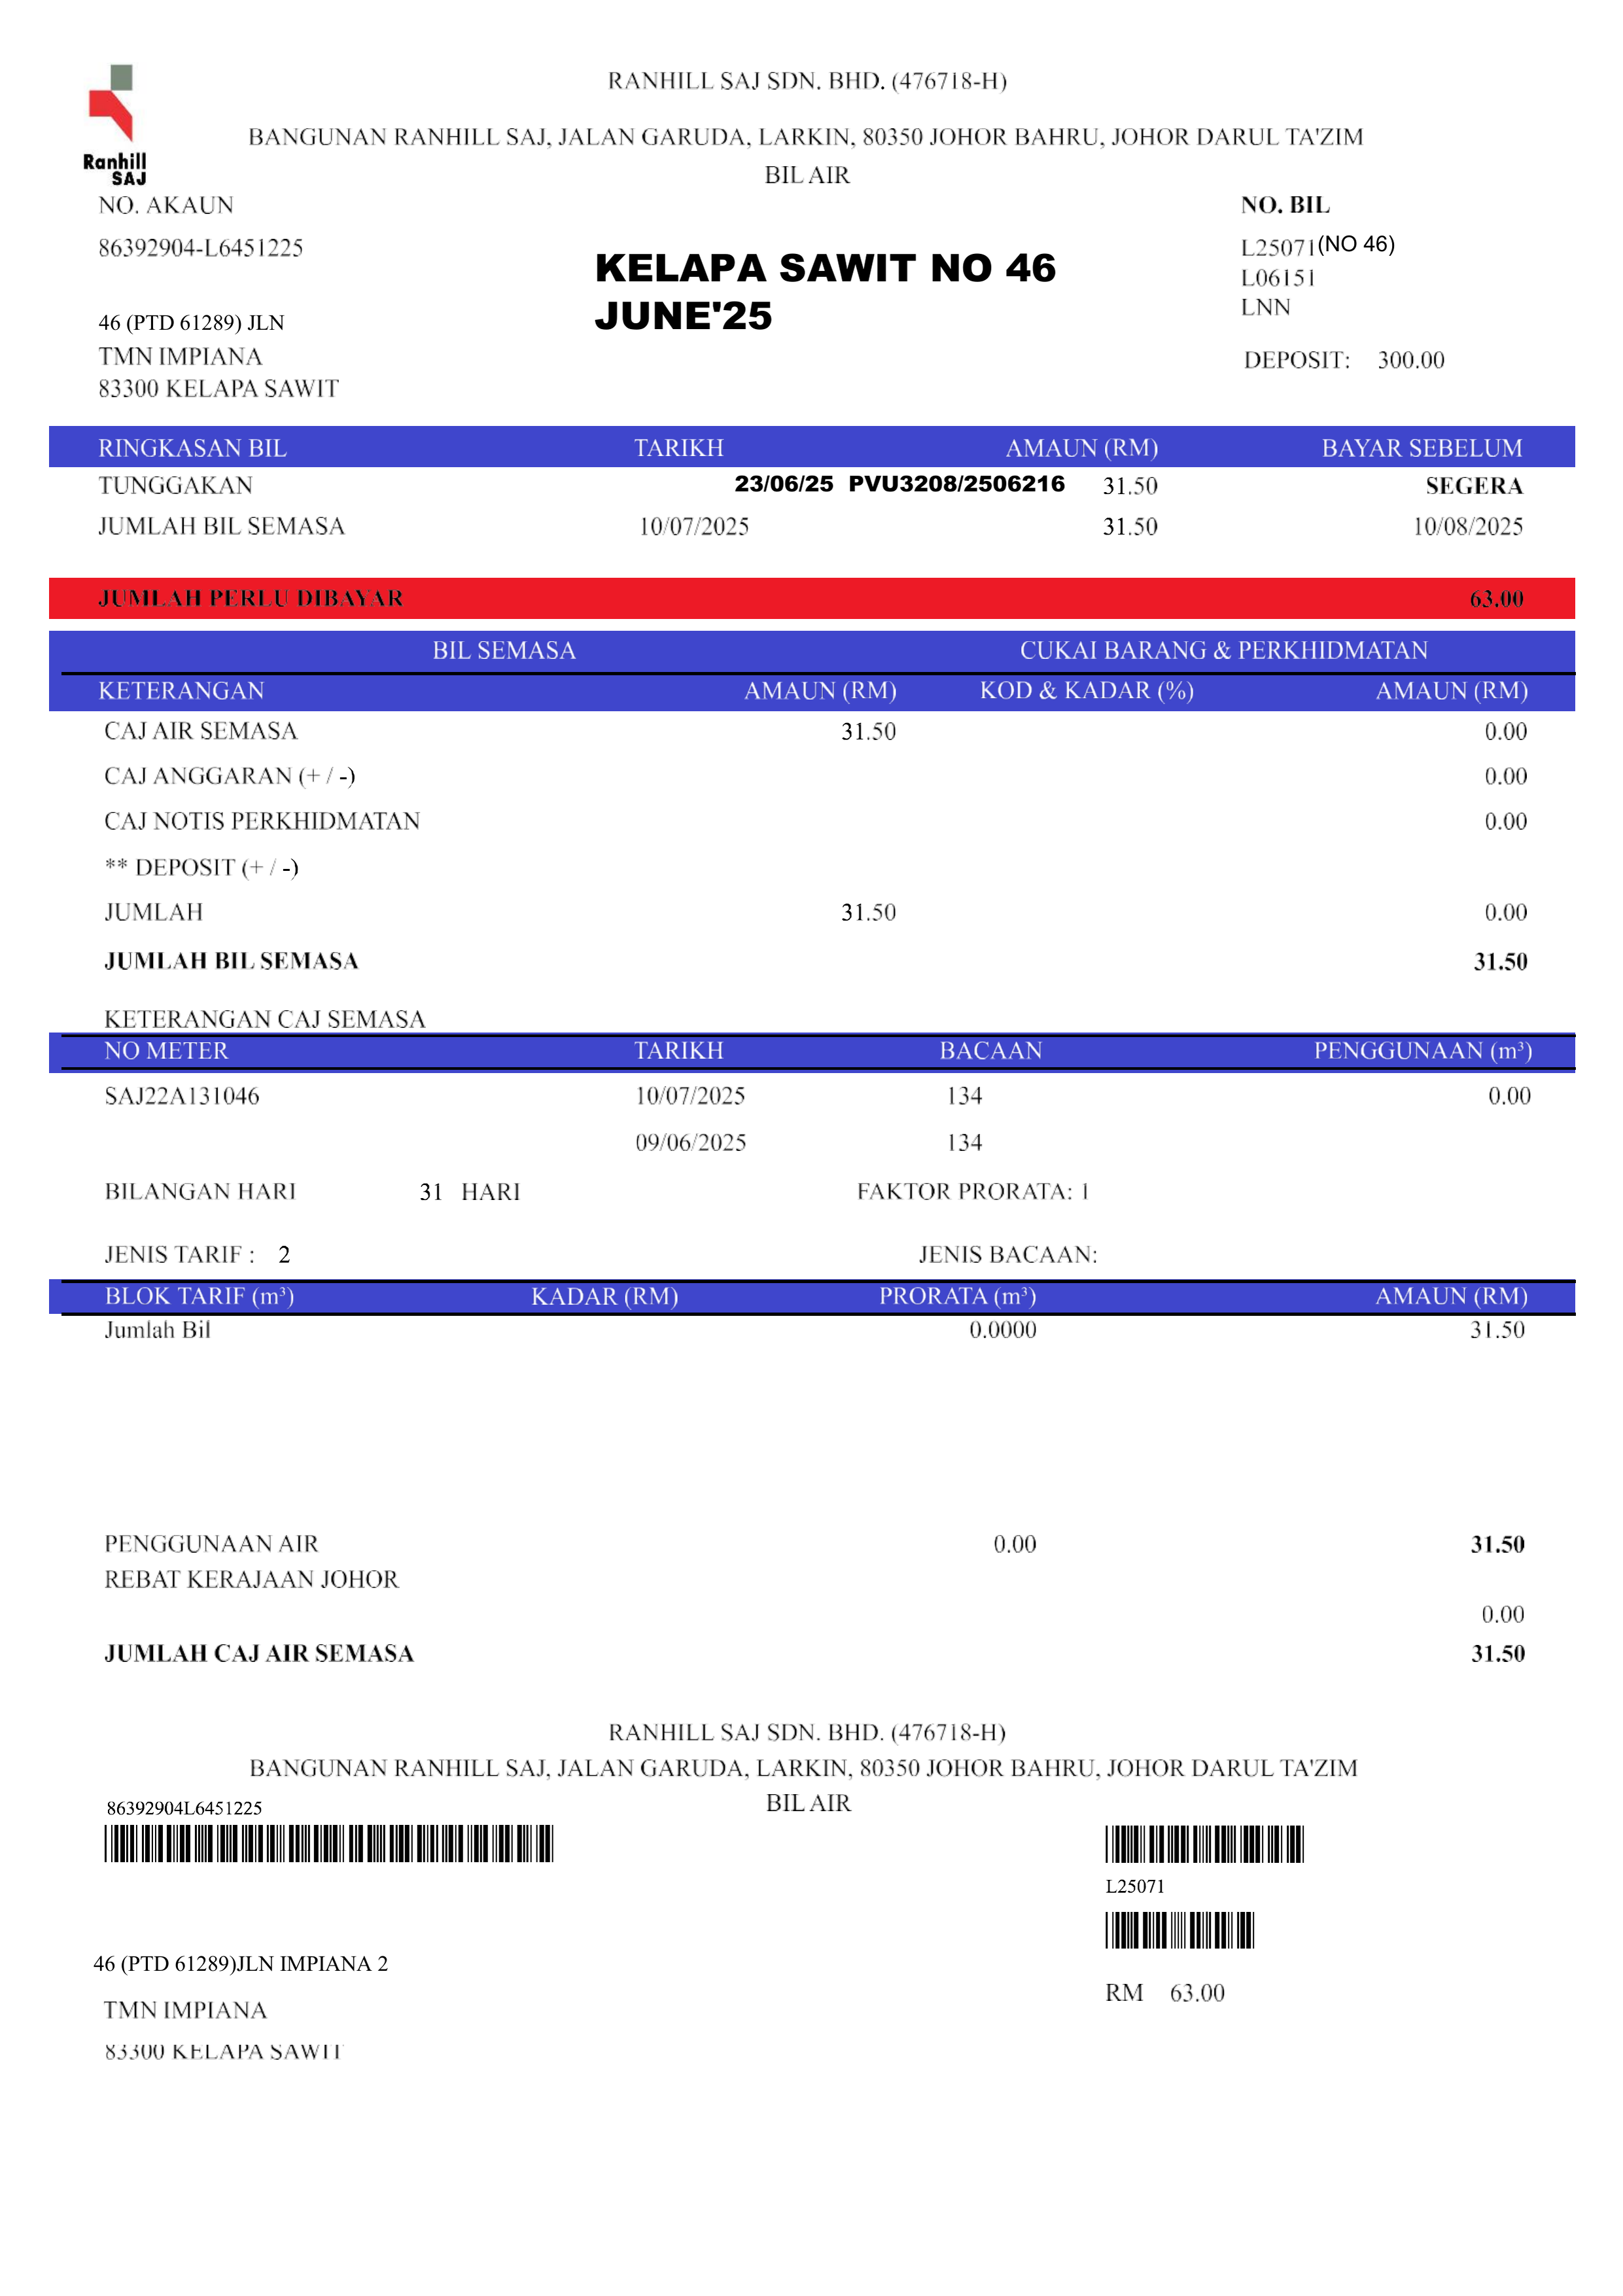 RANHILL SAJ SDN. BHD. (476718-H)
BANGUNAN RANHILL SAJ, JALAN GARUDA, LARKIN, 80350 JOHOR BAHRU, JOHOR DARUL TA'ZIM
Ranhill
SAJ
BIL AIR
NO. AKAUN
NO. BIL
86392904-L6451225
L25071(NO 46)
KELAPA SAWIT NO 46
L06151
JUNE'25
LNN
46 (PTD 61289) JLN
TMN IMPIANA
DEPOSIT: 300.00
83300 KELAPA SAWIT
RINGKASAN BIL TARIKH AMAUN (RM) BAYAR SEBELUM
TUNGGAKAN 23/06/25 PVU3208/2506216 31.50 SEGERA
JUMLAH BIL SEMASA 10/07/2025 31.50 10/08/2025
JUMLAH PERLU DIBAYAR 63.00
BIL SEMASA CUKAI BARANG & PERKHIDMATAN
KETERANGAN AMAUN (RM) KOD & KADAR (%) AMAUN (RM)
CAJ AIR SEMASA 31.50 0.00
CAJ ANGGARAN (+ / -) 0.00
CAJ NOTIS PERKHIDMATAN 0.00
** DEPOSIT (+ / -)
JUMLAH 31.50 0.00
JUMLAH BIL SEMASA 31.50
KETERANGAN CAJ SEMASA
NO METER TARIKH BACAAN PENGGUNAAN (m³)
SAJ22A131046 10/07/2025 134 0.00
09/06/2025 134
BILANGAN HARI 31 HARI FAKTOR PRORATA: 1
JENIS TARIF : 2 JENIS BACAAN:
BLOK TARIF (m³) KADAR (RM) PRORATA (m³) AMAUN (RM)
Jumlah Bil 0.0000 31.50
PENGGUNAAN AIR 0.00 31.50
REBAT KERAJAAN JOHOR
0.00
JUMLAH CAJ AIR SEMASA 31.50
RANHILL SAJ SDN. BHD. (476718-H)
BANGUNAN RANHILL SAJ, JALAN GARUDA, LARKIN, 80350 JOHOR BAHRU, JOHOR DARUL TA'ZIM
BIL AIR
86392904L6451225
L25071
46 (PTD 61289)JLN IMPIANA 2
RM 63.00
TMN IMPIANA
83300 KELAPA SAWIT